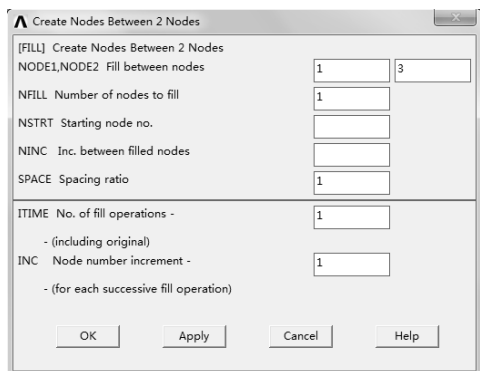 Create Nodes Between 2 Nodes
[FILL] Create Nodes Between 2 Nodes
NODE1,NODE2 Fill between nodes 1 3
NFILL Number of nodes to fill 1
NSTRT Starting node no.
NINC Inc. between filled nodes
SPACE Spacing ratio 1
ITIME No. of fill operations - 1
- (including original)
INC Node number increment - 1
- (for each successive fill operation)
OK Apply Cancel Help